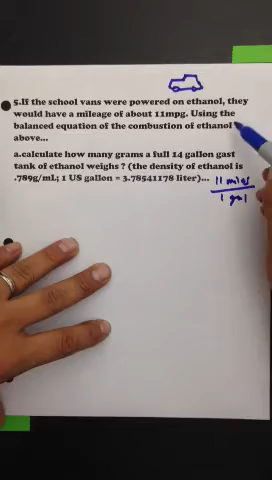 5.If the school vans were powered on ethanol, they
would have a mileage of about 11mpg. Using the
balanced equation of the combustion of ethanol
above...
a.calculate how many grams a full 14 gallon gast
tank of ethanol weighs ? (the density of ethanol is
.789g/mL; 1 US gallon = 3.78541178 liter)...
11 miles
1 gal